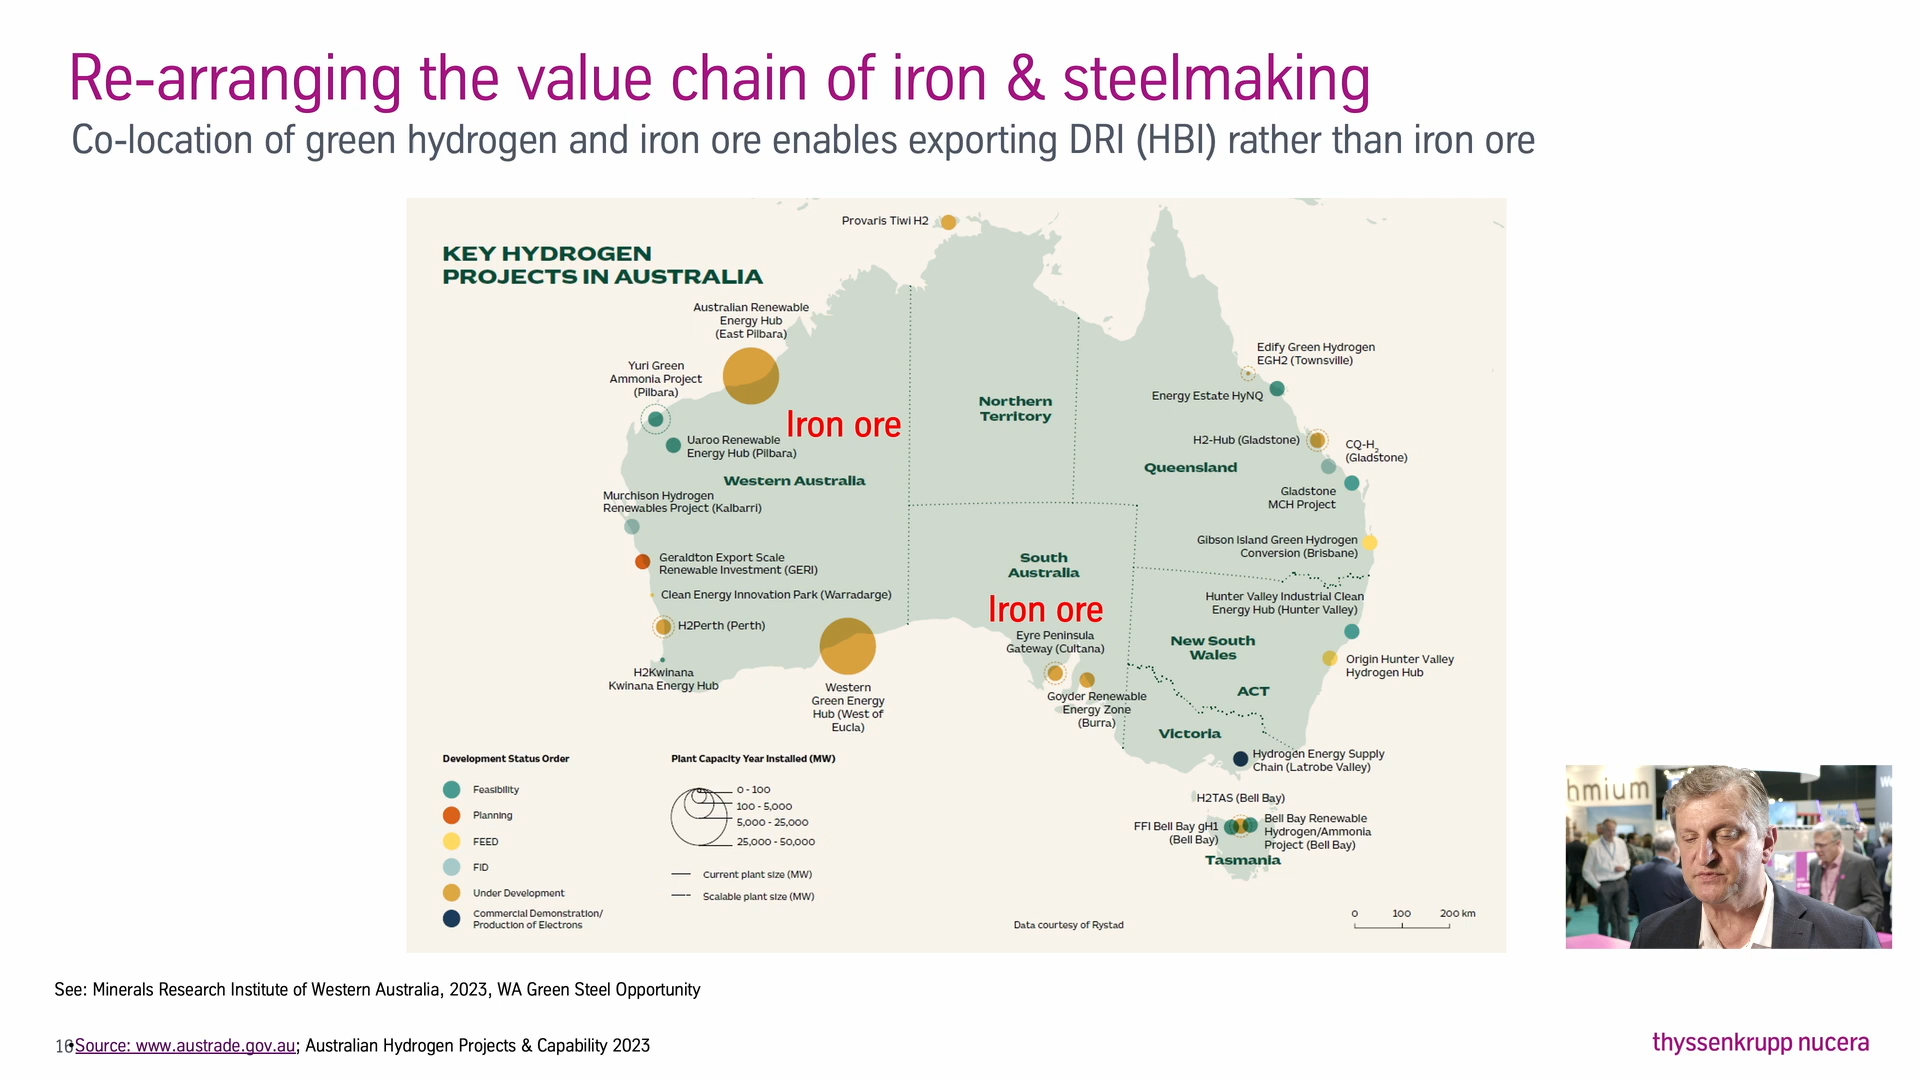 Re-arranging the value chain of iron & steelmaking
Co-location of green hydrogen and iron ore enables exporting DRI (HBI) rather than iron ore
KEY HYDROGEN
PROJECTS IN AUSTRALIA
Provaris Tiwi H2
Australian Renewable
Energy Hub
(East Pilbara)
Yuri Green
Ammonia Project
(Pilbara)
Iron ore
Uaroo Renewable
Energy Hub (Pilbara)
Western Australia
Murchison Hydrogen
Renewables Project (Kalbarri)
Geraldton Export Scale
Renewable Investment (GERI)
Clean Energy Innovation Park (Warradarge)
H2Perth (Perth)
H2Kwinana
Kwinana Energy Hub
Western
Green Energy
Hub (West of
Eucla)
Northern
Territory
South
Australia
Iron ore
Eyre Peninsula
Gateway (Cultana)
Goyder Renewable
Energy Zone
(Burra)
Edify Green Hydrogen
EGH2 (Townsville)
Energy Estate HyNQ
H2-Hub (Gladstone)
CQ-H2
(Gladstone)
Queensland
Gladstone
MCH Project
Gibson Island Green Hydrogen
Conversion (Brisbane)
Hunter Valley Industrial Clean
Energy Hub (Hunter Valley)
New South
Wales
Origin Hunter Valley
Hydrogen Hub
ACT
Victoria
Hydrogen Energy Supply
Chain (Latrobe Valley)
H2TAS (Bell Bay)
FFI Bell Bay gH1
(Bell Bay)
Bell Bay Renewable
Hydrogen/Ammonia
Project (Bell Bay)
Tasmania
Development Status Order
Feasibility
Planning
FEED
FID
Under Development
Commercial Demonstration/
Production of Electrons
Plant Capacity Year Installed (MW)
0 - 100
100 - 5,000
5,000 - 25,000
25,000 - 50,000
Current plant size (MW)
Scalable plant size (MW)
Data courtesy of Rystad
0 100 200 km
hmium
See: Minerals Research Institute of Western Australia, 2023, WA Green Steel Opportunity
•Source: www.austrade.gov.au; Australian Hydrogen Projects & Capability 2023
thyssenkrupp nucera